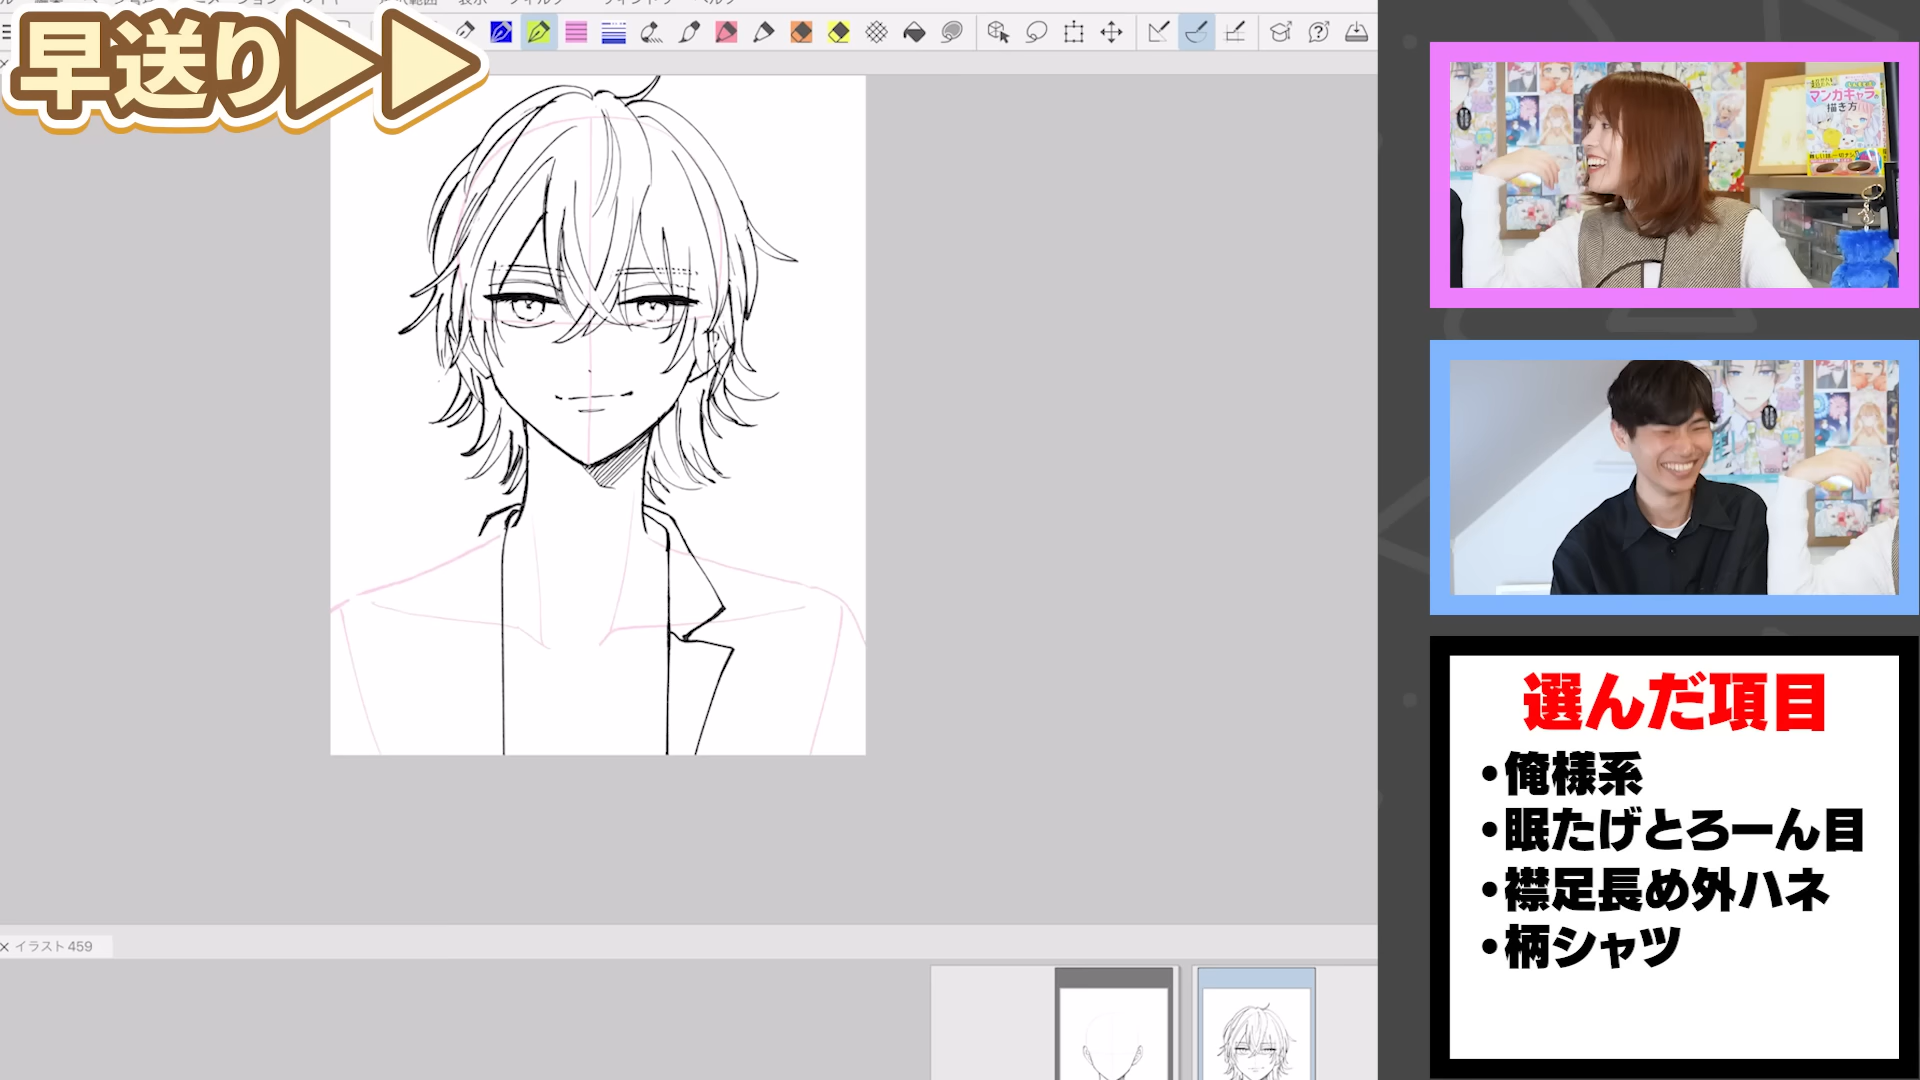 早送り
マンガキャラ
描き方
選んだ項目
・俺様系
・眠たげとろーん目
・襟足長め外ハネ
・柄シャツ
イラスト459